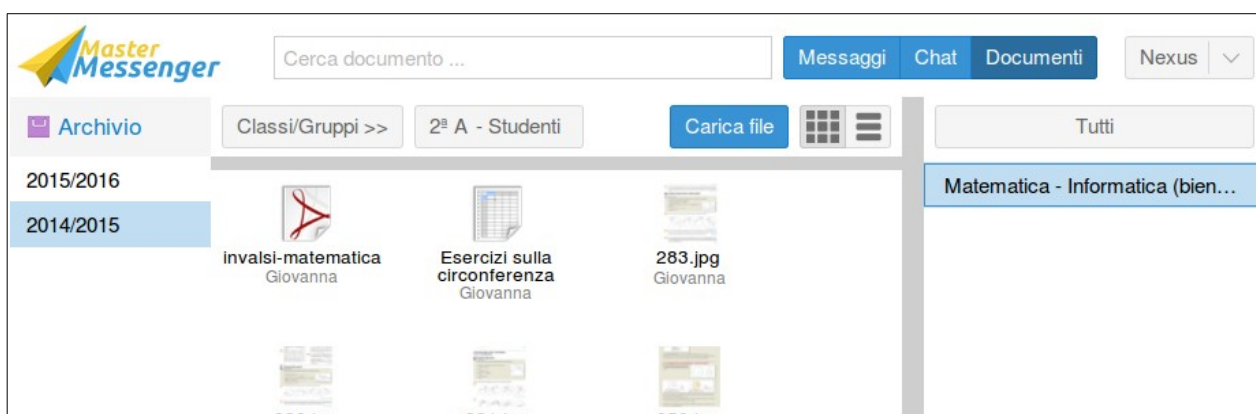 Master
Messenger
Cerca documento ...
Messaggi
Chat
Documenti
Nexus
Archivio
Classi/Gruppi >>
2ª A - Studenti
Carica file
Tutti
2015/2016
2014/2015
Matematica - Informatica (bien...
invalsi-matematica
Giovanna
Esercizi sulla
circonferenza
Giovanna
283.jpg
Giovanna